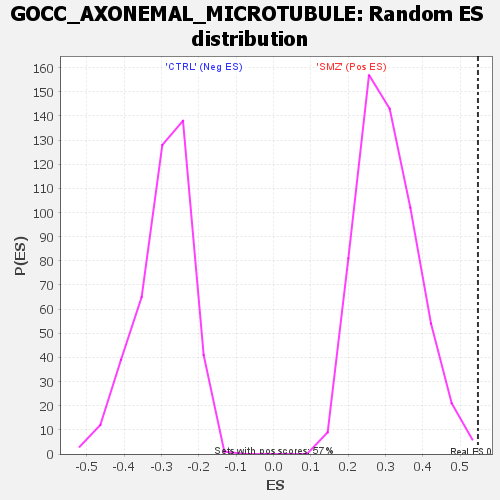 GOCC_AXONEMAL_MICROTUBULE: Random ES
distribution
'CTRL' (Neg ES) 'SMZ' (Pos ES)
P(ES)
160
150
140
130
120
110
100
90
80
70
60
50
40
30
20
10
0
Sets with pos scores: 57%
Real ES 0
-0.5 -0.4 -0.3 -0.2 -0.1 0.0 0.1 0.2 0.3 0.4 0.5
ES